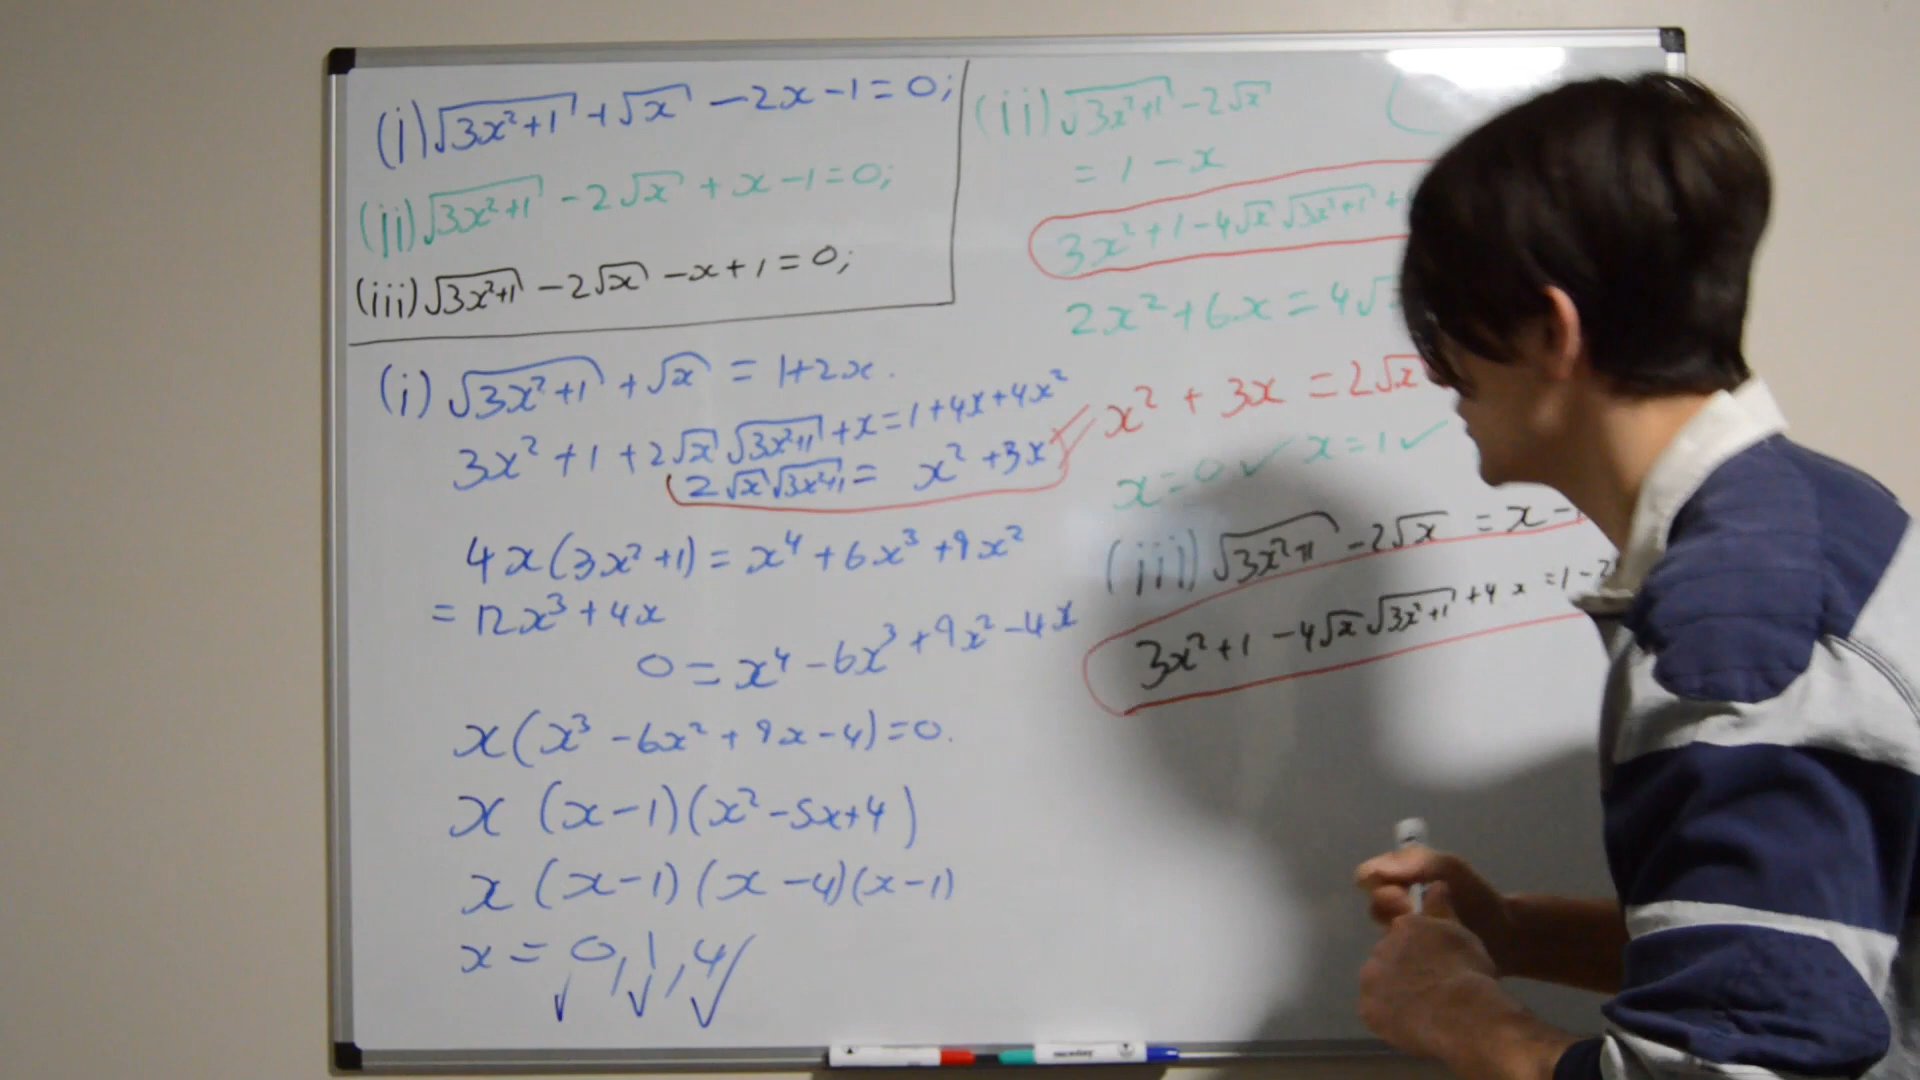 (i) √3x²+1 + √x - 2x - 1 = 0;
(ii) √3x²+1 - 2√x + x - 1 = 0;
(iii) √3x²+1 - 2√x - x + 1 = 0;
(i) √3x²+1 + √x = 1+2x.
3x² + 1 + 2√x √3x²+1 + x = 1+4x+4x²
2√x√3x²+1 = x² + 3x
4x(3x²+1) = x⁴ + 6x³ + 9x²
= 12x³ + 4x
0 = x⁴ - 6x³ + 9x² - 4x
x(x³ - 6x² + 9x - 4) = 0.
x (x-1)(x² - 5x+4)
x (x-1)(x-4)(x-1)
x = 0, 1, 4
(ii) √3x²+1 - 2√x
= 1 - x
3x² + 1 - 4√x √3x²+1 +
2x² + 6x = 4√
x² + 3x = 2√x
x = 0 ✓ x = 1 ✓
(iii) √3x²+1 - 2√x = x -
3x² + 1 - 4√x √3x²+1 + 4x = 1 - 2